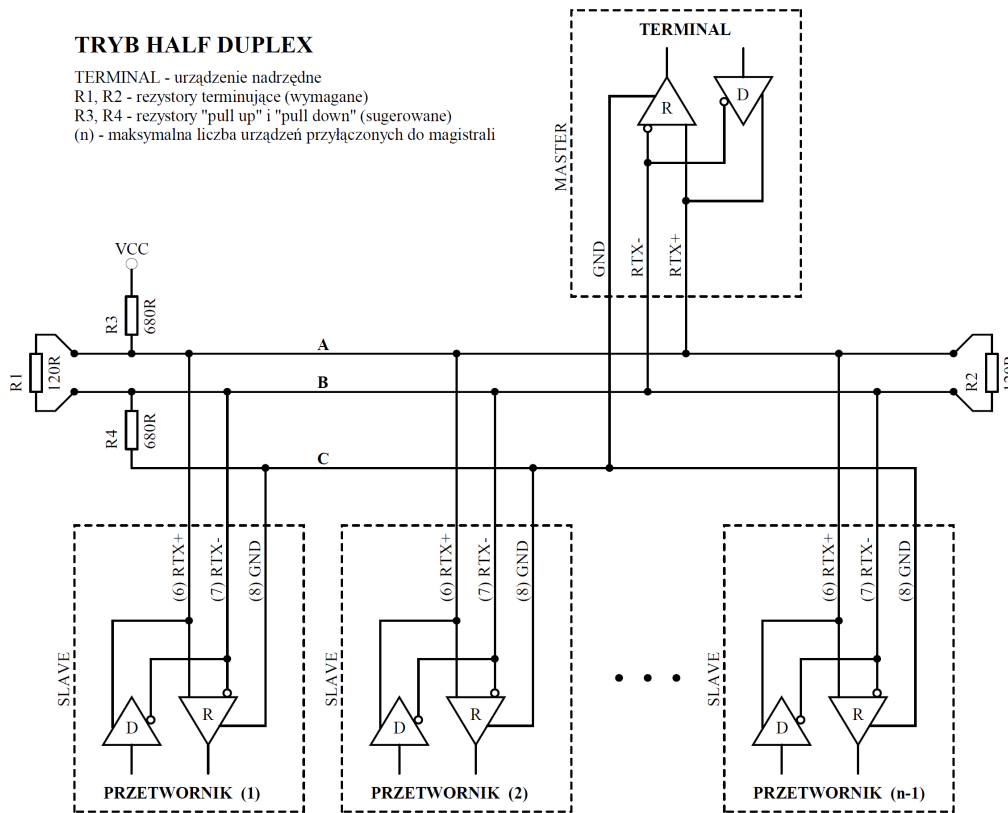 TRYB HALF DUPLEX
TERMINAL - urządzenie nadrzędne
R1, R2 - rezystory terminujące (wymagane)
R3, R4 - rezystory "pull up" i "pull down" (sugerowane)
(n) - maksymalna liczba urządzeń przyłączonych do magistrali
TERMINAL
R
D
MASTER
GND
RTX-
RTX+
VCC
R3
680R
A
R1
120R
B
R2
120R
R4
680R
C
SLAVE
(6) RTX+
(7) RTX-
(8) GND
D
R
PRZETWORNIK (1)
SLAVE
(6) RTX+
(7) RTX-
(8) GND
D
R
PRZETWORNIK (2)
SLAVE
(6) RTX+
(7) RTX-
(8) GND
D
R
PRZETWORNIK (n-1)